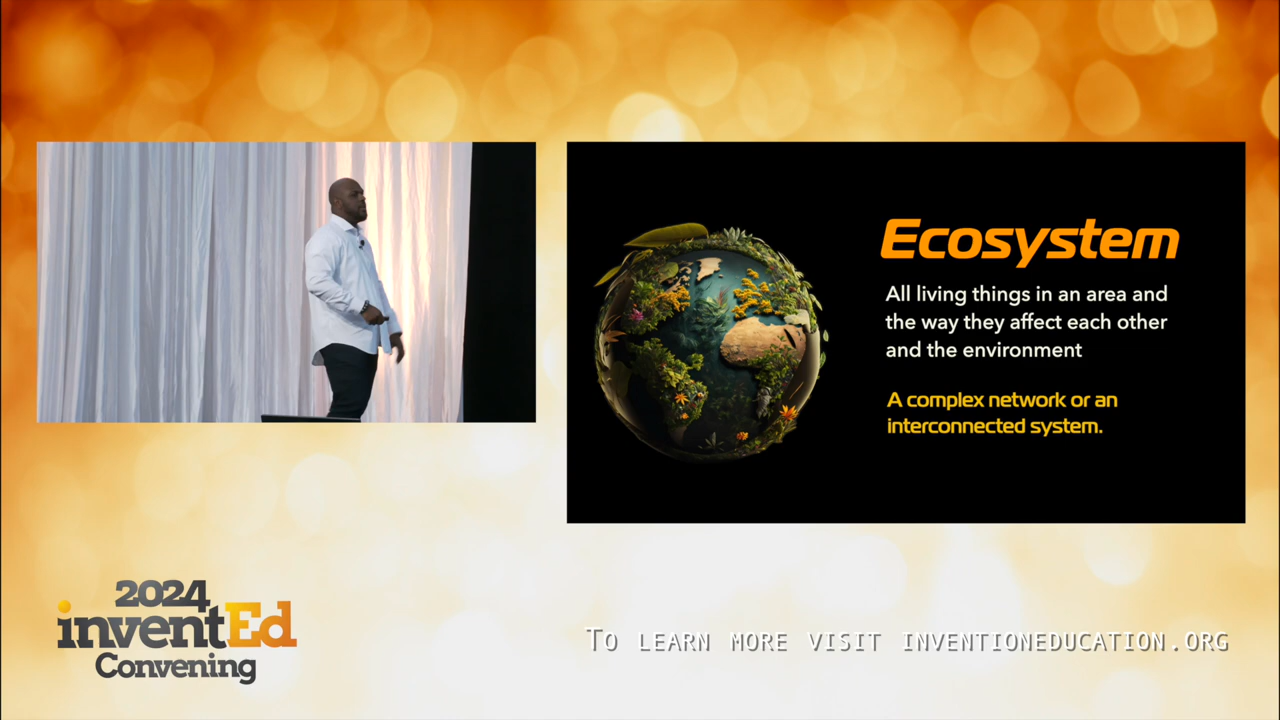 Ecosystem
All living things in an area and
the way they affect each other
and the environment
A complex network or an
interconnected system.
2024
inventEd
Convening
To learn more visit inventioneducation.org